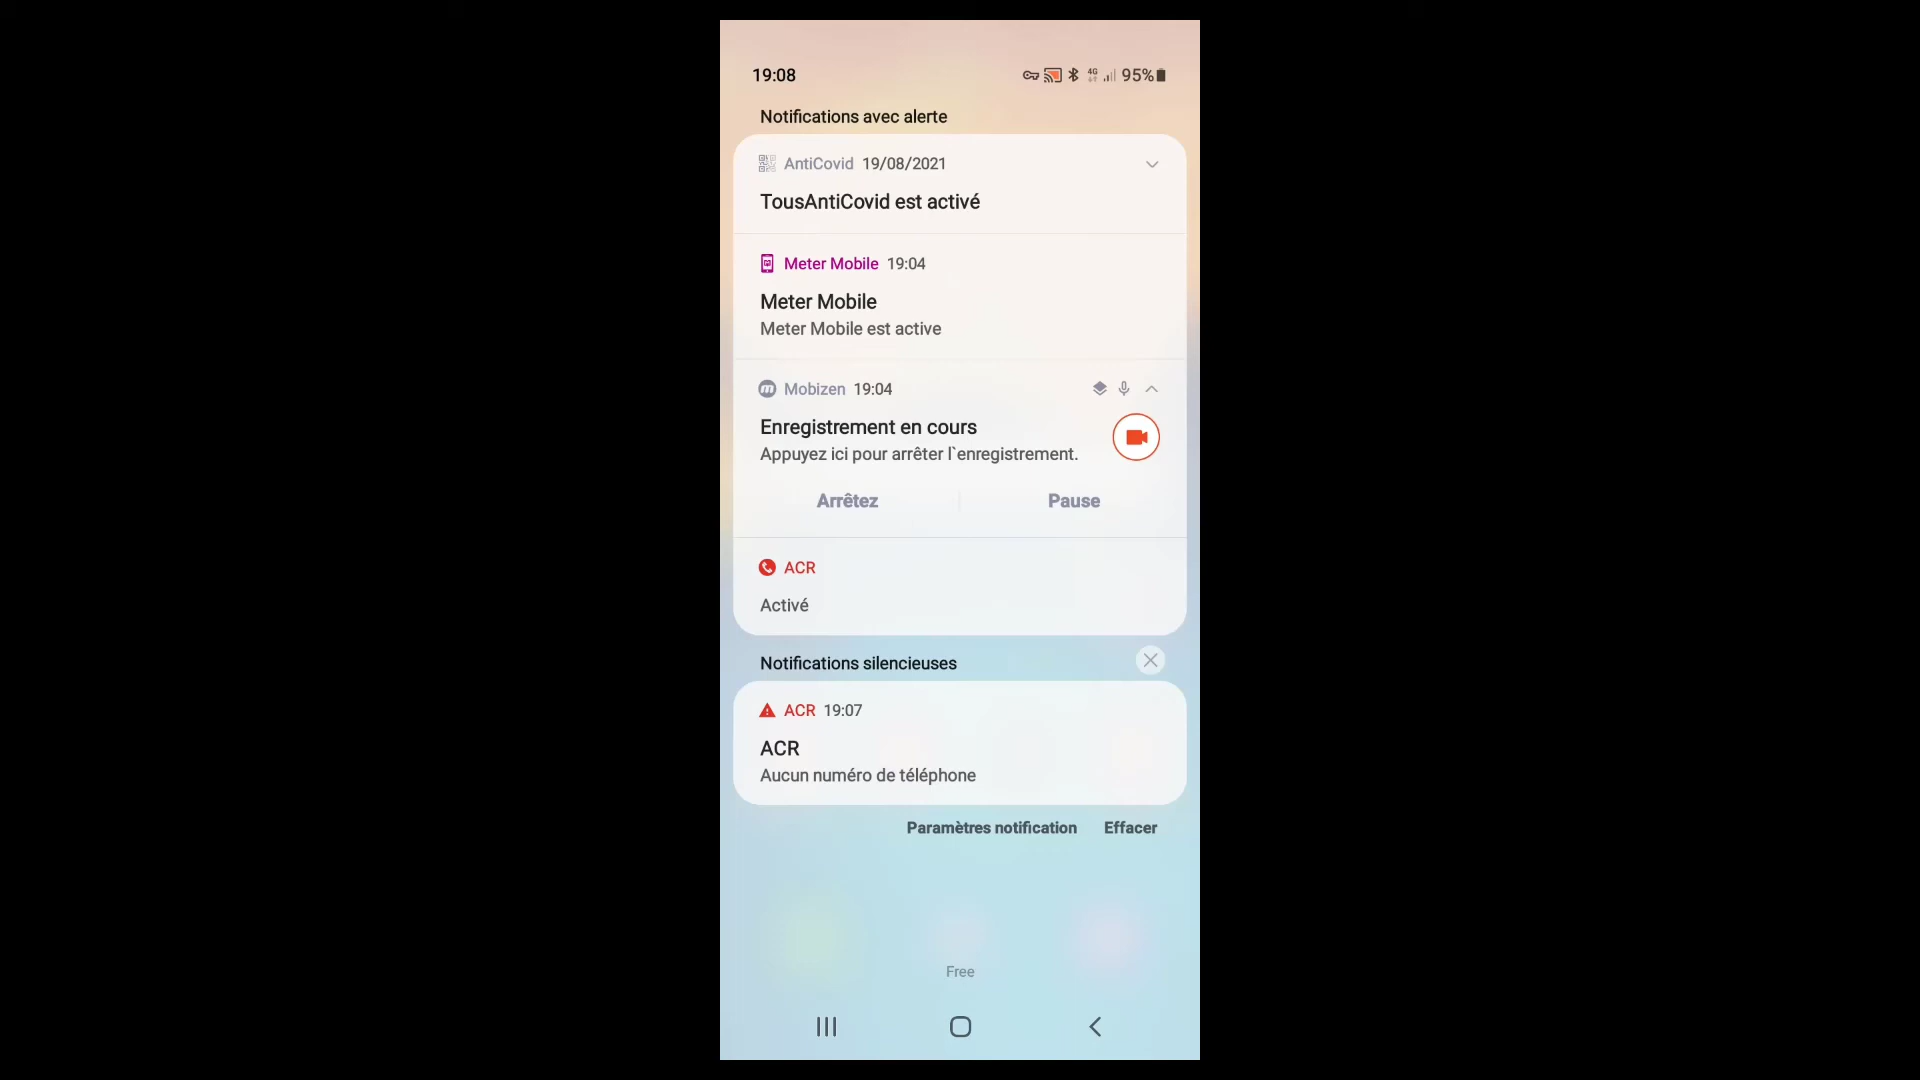 19:08 4G 95%
Notifications avec alerte
AntiCovid 19/08/2021
TousAntiCovid est activé
Meter Mobile 19:04
Meter Mobile
Meter Mobile est active
Mobizen 19:04
Enregistrement en cours
Appuyez ici pour arrêter l`enregistrement.
Arrêtez Pause
ACR
Activé
Notifications silencieuses
ACR 19:07
ACR
Aucun numéro de téléphone
Paramètres notification Effacer
Free